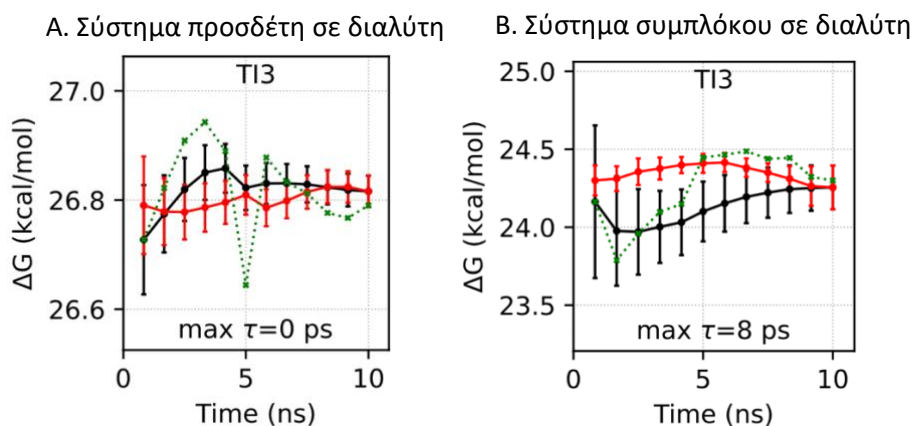 Α. Σύστημα προσδέτη σε διαλύτη
Β. Σύστημα συμπλόκου σε διαλύτη
TI3
27.0
26.8
26.6
ΔG (kcal/mol)
max τ=0 ps
0
5
10
Time (ns)
TI3
25.0
24.5
24.0
23.5
ΔG (kcal/mol)
max τ=8 ps
0
5
10
Time (ns)